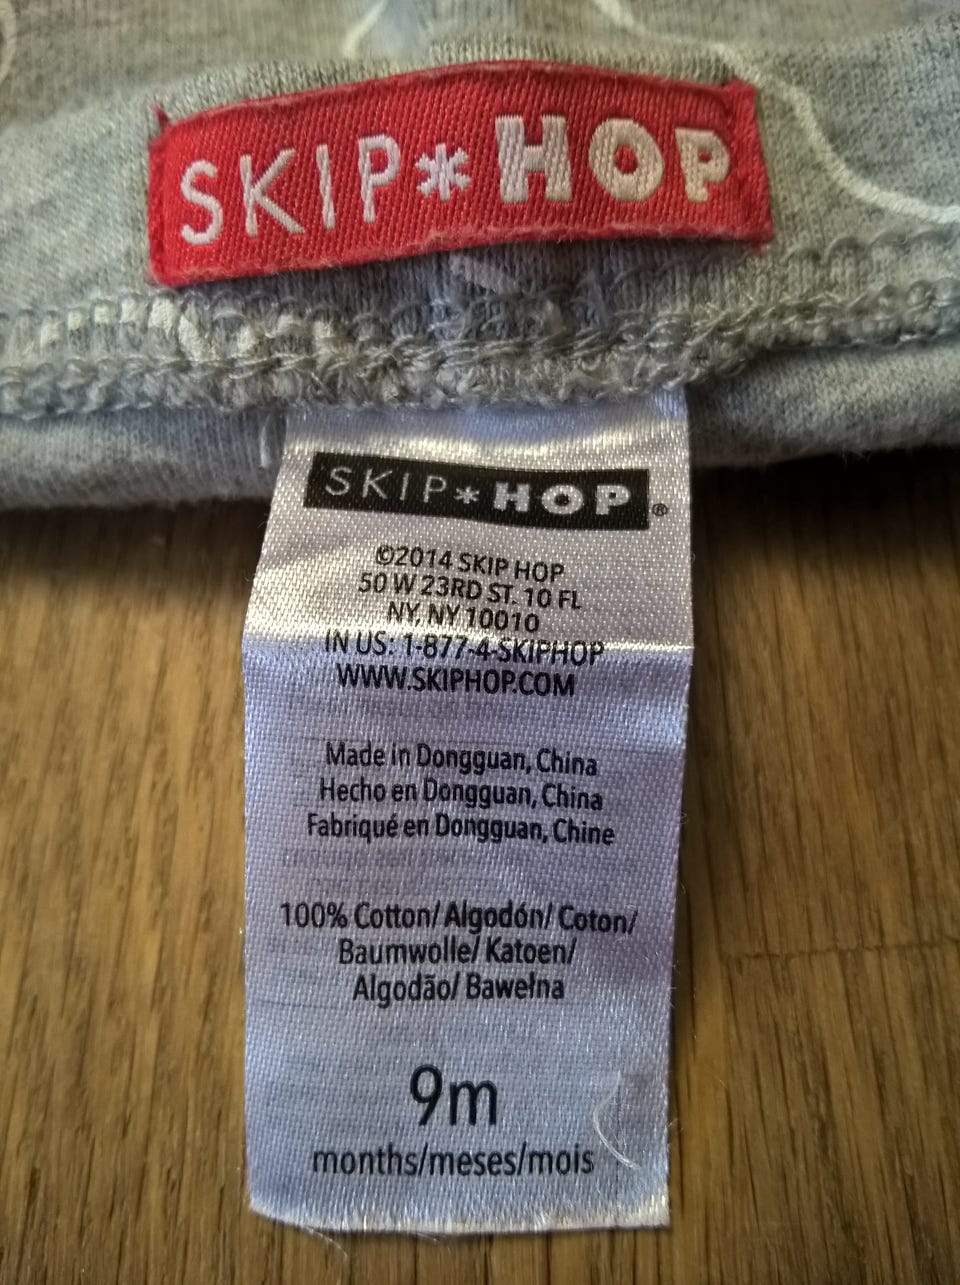 SKIP*HOP
SKIP*HOP®
©2014 SKIP HOP
50 W 23RD ST. 10 FL
NY, NY 10010
IN US: 1-877-4-SKIPHOP
WWW.SKIPHOP.COM
Made in Dongguan, China
Hecho en Dongguan, China
Fabriqué en Dongguan, Chine
100% Cotton/ Algodón/ Coton/
Baumwolle/ Katoen/
Algodão/ Bawełna
9m
months/meses/mois